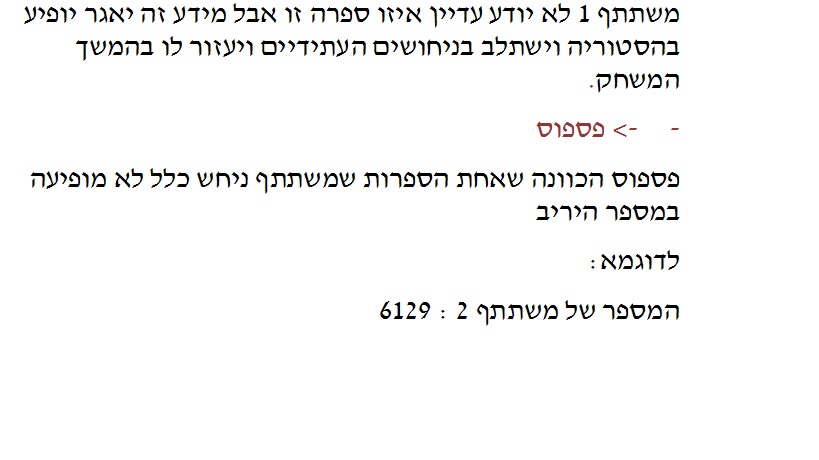 משתתף 1 לא יודע עדיין איזו ספרה זו אבל מידע זה יאגר יופיע
בהסטוריה וישתלב בניחושים העתידיים ויעזור לו בהמשך
המשחק.
- -> פספוס
פספוס הכוונה שאחת הספרות שמשתתף ניחש כלל לא מופיעה
במספר היריב
לדוגמא:
המספר של משתתף 2 : 6129